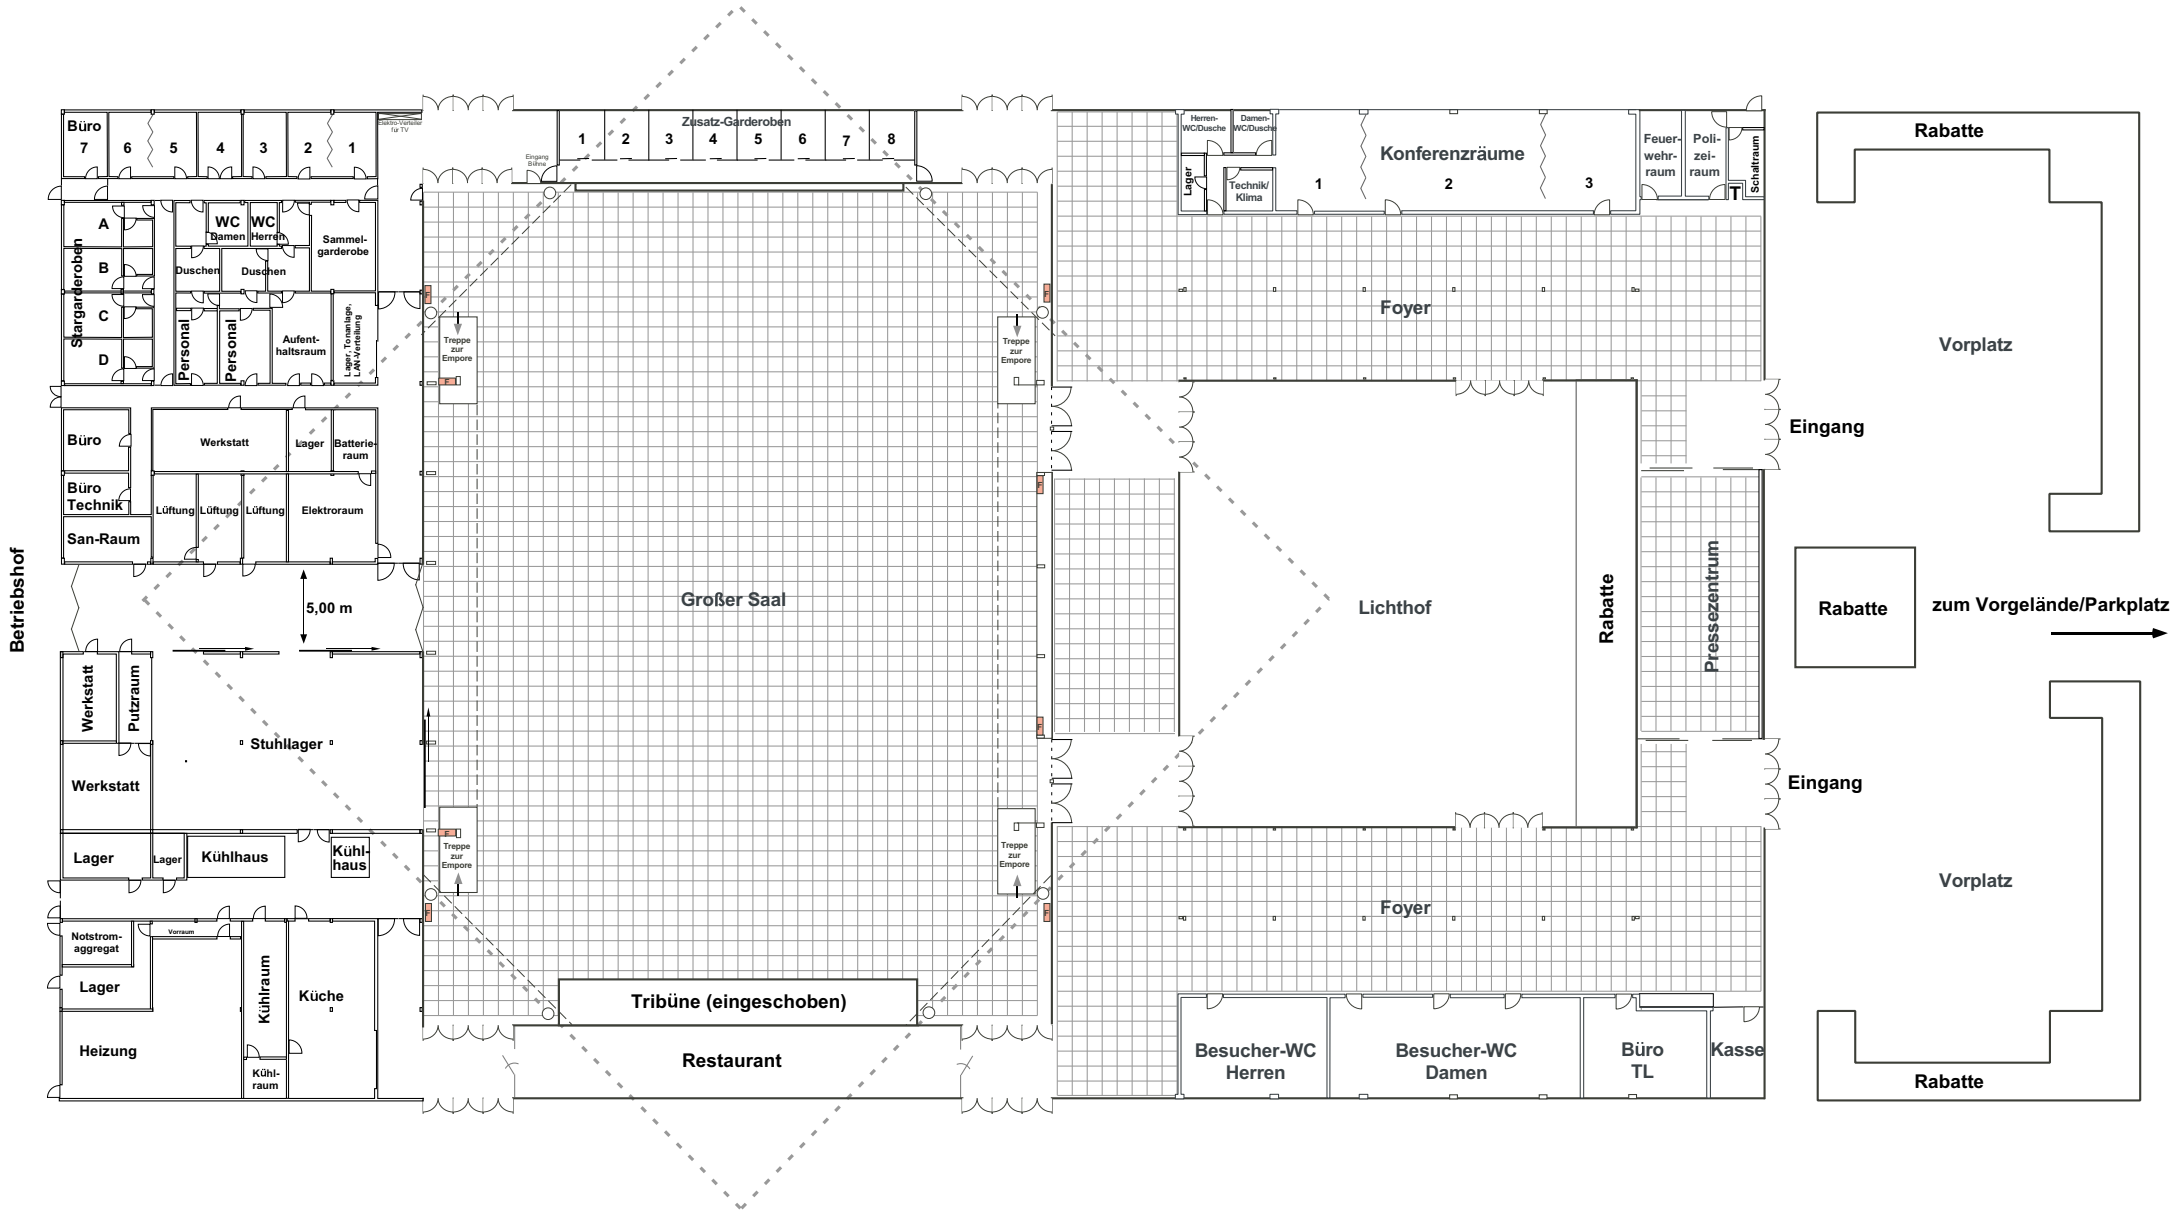 Büro
7
6
5
4
3
2
1
Elektro-Verteiler
für TV
Eingang
Bühne
Zusatz-Garderoben
1
2
3
4
5
6
7
8
Herren-
WC/Dusche
Damen-
WC/Dusche
Lager
Technik/
Klima
Konferenzräume
1
2
3
Feuer-
wehr-
raum
Poli-
zei-
raum
T
Schaltraum
Rabatte
Stargarderoben
A
B
C
D
WC
Damen
WC
Herren
Duschen
Duschen
Sammel-
garderobe
Personal
Personal
Aufent-
haltsraum
Lager, Tonanlage,
LAN-Verteilung
F
F
Treppe
zur
Empore
F
Treppe
zur
Empore
Foyer
Vorplatz
Büro
Werkstatt
Lager
Batterie-
raum
Eingang
Büro
Technik
Lüftung
Lüftung
Lüftung
Elektroraum
San-Raum
F
Betriebshof
5,00 m
Großer Saal
Lichthof
Rabatte
Pressezentrum
Rabatte
zum Vorgelände/Parkplatz
Werkstatt
Putzraum
Stuhllager
Werkstatt
F
Eingang
Lager
Lager
Kühlhaus
Kühl-
haus
F
Treppe
zur
Empore
Treppe
zur
Empore
F
F
Foyer
Vorplatz
Notstrom-
aggregat
Vorraum
Lager
Kühlraum
Küche
Heizung
Kühl-
raum
Tribüne (eingeschoben)
Restaurant
Besucher-WC
Herren
Besucher-WC
Damen
Büro
TL
Kasse
Rabatte